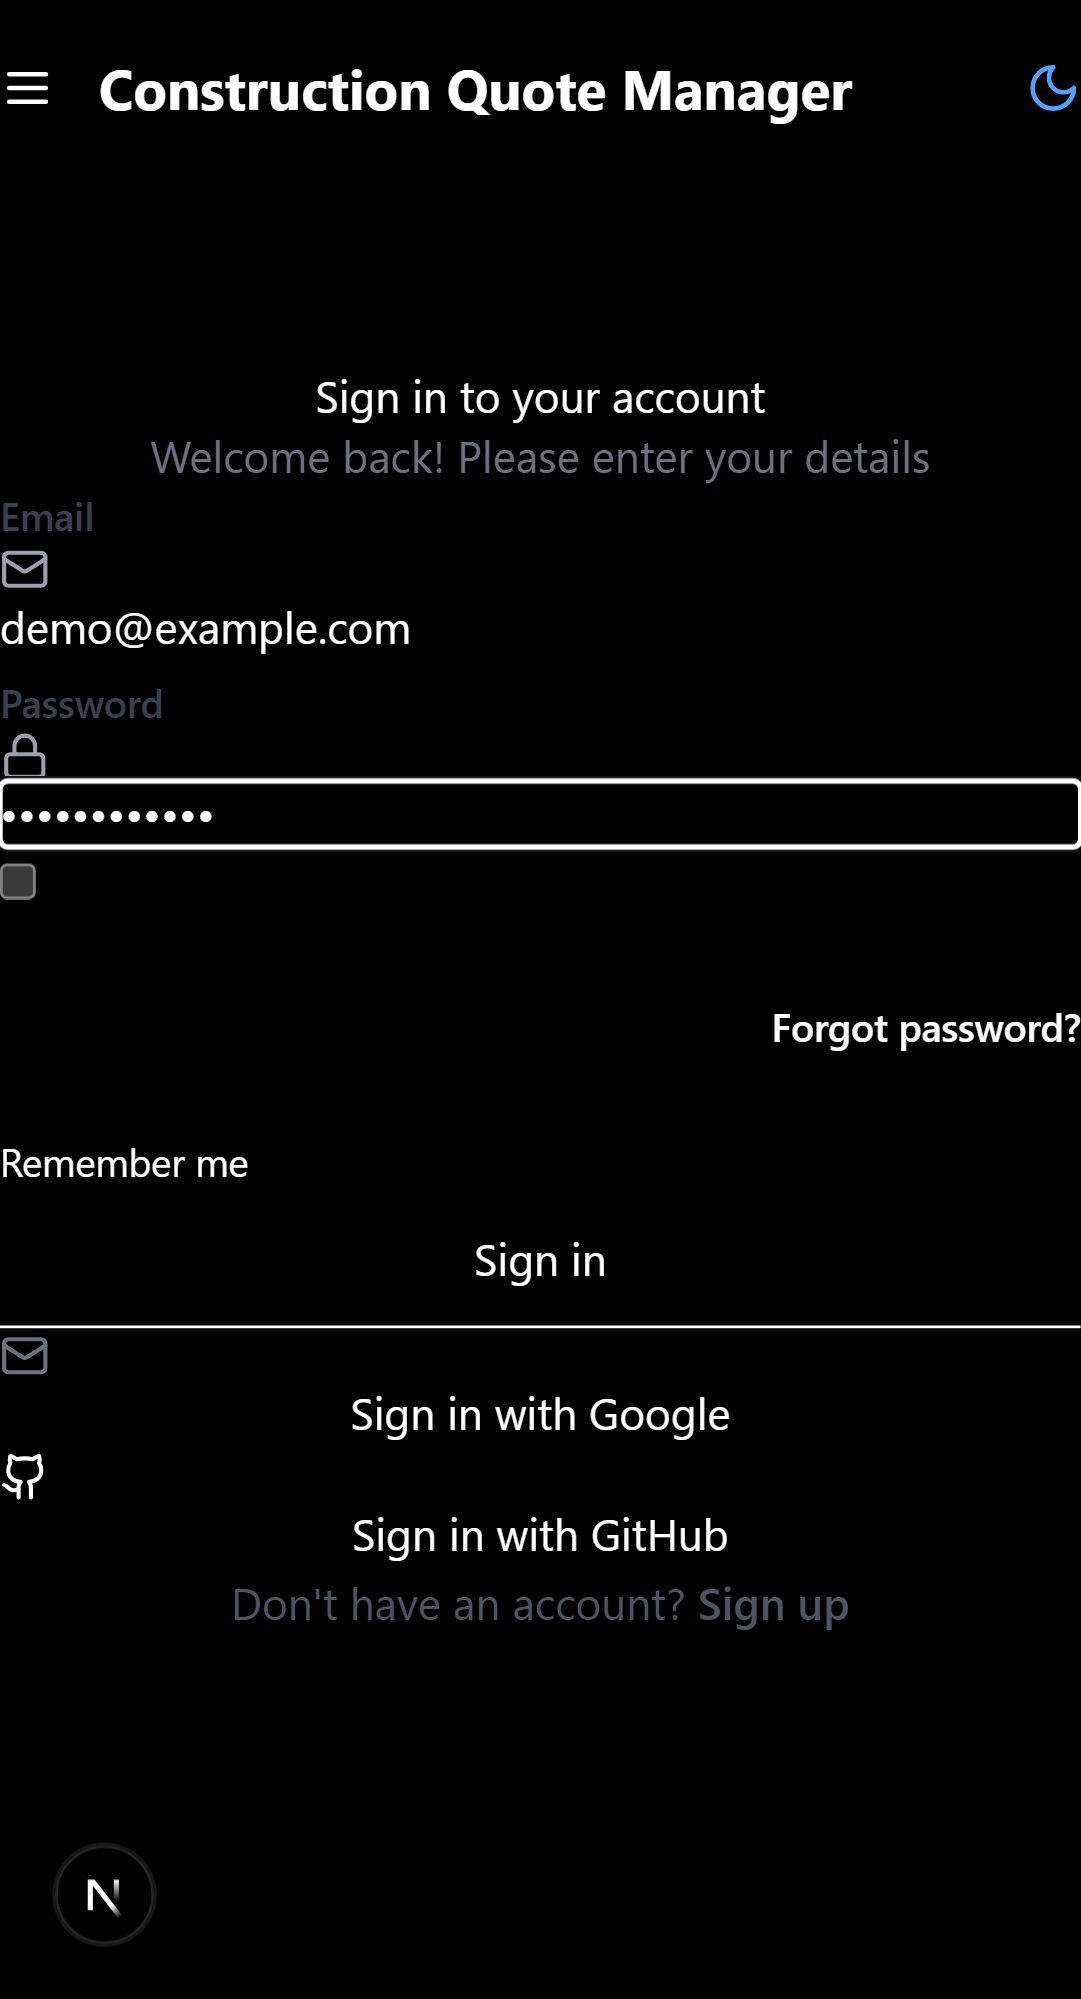 Construction Quote Manager
Sign in to your account
Welcome back! Please enter your details
Email
demo@example.com
Password
••••••••••••
Forgot password?
Remember me
Sign in
Sign in with Google
Sign in with GitHub
Don't have an account? Sign up
N